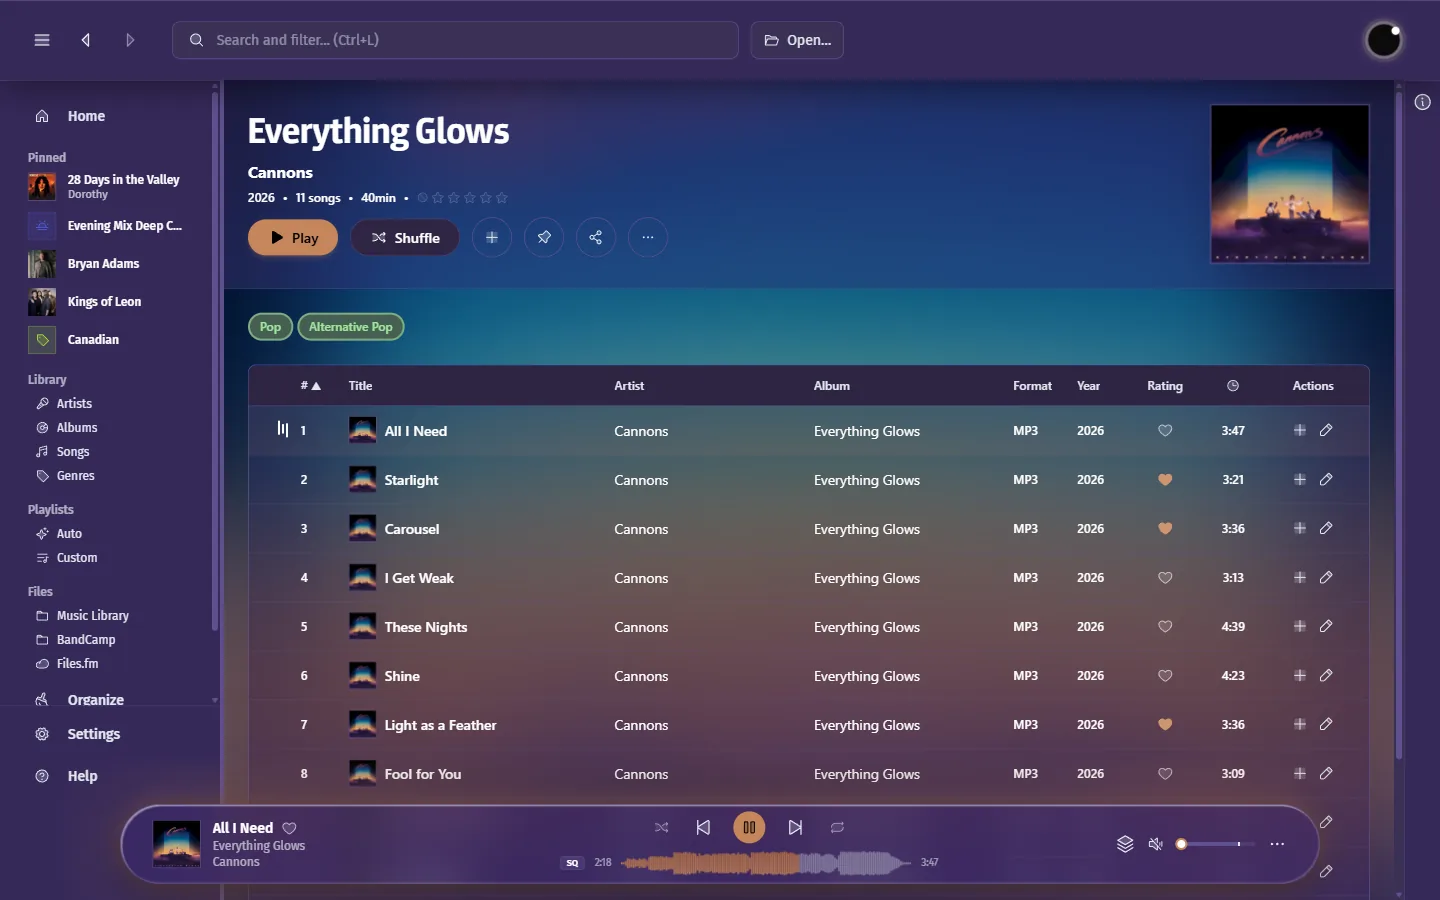 Search and filter... (Ctrl+L)
Open...
Home
Pinned
28 Days in the Valley
Dorothy
Evening Mix Deep C...
Bryan Adams
Kings of Leon
Canadian
Library
Artists
Albums
Songs
Genres
Playlists
Auto
Custom
Files
Music Library
BandCamp
Files.fm
Organize
Settings
Help
Everything Glows
Cannons
2026 • 11 songs • 40min •
Play
Shuffle
Cannons
EVERYTHING GLOWS
Pop
Alternative Pop
# Title Artist Album Format Year Rating Actions
1 All I Need Cannons Everything Glows MP3 2026 3:47
2 Starlight Cannons Everything Glows MP3 2026 3:21
3 Carousel Cannons Everything Glows MP3 2026 3:36
4 I Get Weak Cannons Everything Glows MP3 2026 3:13
5 These Nights Cannons Everything Glows MP3 2026 4:39
6 Shine Cannons Everything Glows MP3 2026 4:23
7 Light as a Feather Cannons Everything Glows MP3 2026 3:36
8 Fool for You Cannons Everything Glows MP3 2026 3:09
All I Need
Everything Glows
Cannons
SQ 2:18 3:47